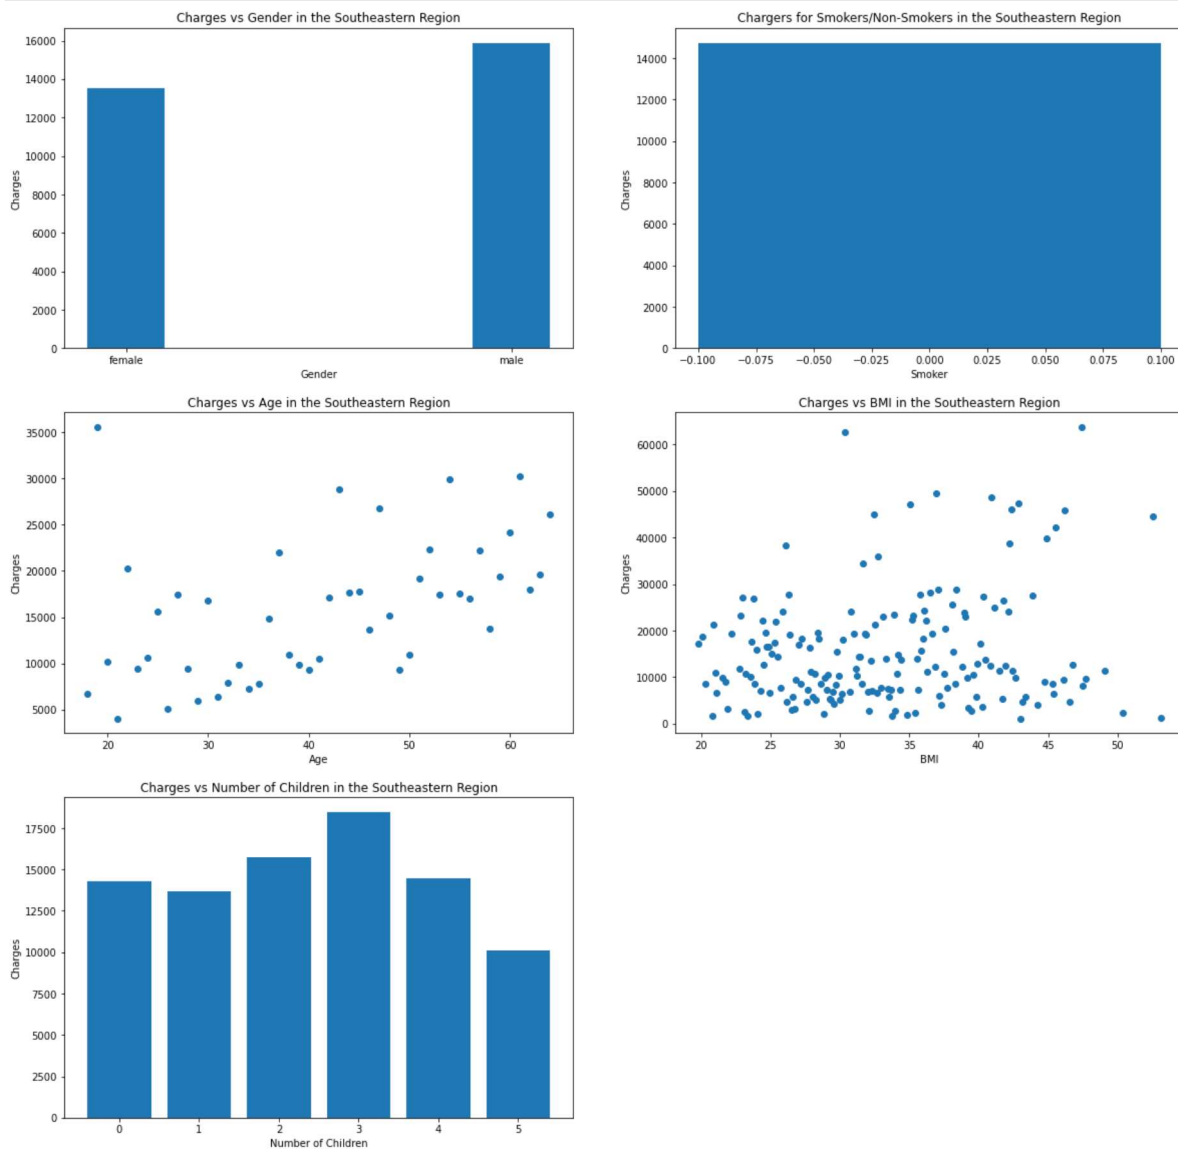 Charges vs Gender in the Southeastern Region
16000
14000
12000
10000
8000
6000
4000
2000
0
Charges
female
male
Gender
Chargers for Smokers/Non-Smokers in the Southeastern Region
14000
12000
10000
8000
6000
4000
2000
0
Charges
−0.100 −0.075 −0.050 −0.025 0.000 0.025 0.050 0.075 0.100
Smoker
Charges vs Age in the Southeastern Region
35000
30000
25000
20000
15000
10000
5000
Charges
20 30 40 50 60
Age
Charges vs BMI in the Southeastern Region
60000
50000
40000
30000
20000
10000
0
Charges
20 25 30 35 40 45 50
BMI
Charges vs Number of Children in the Southeastern Region
17500
15000
12500
10000
7500
5000
2500
0
Charges
0 1 2 3 4 5
Number of Children